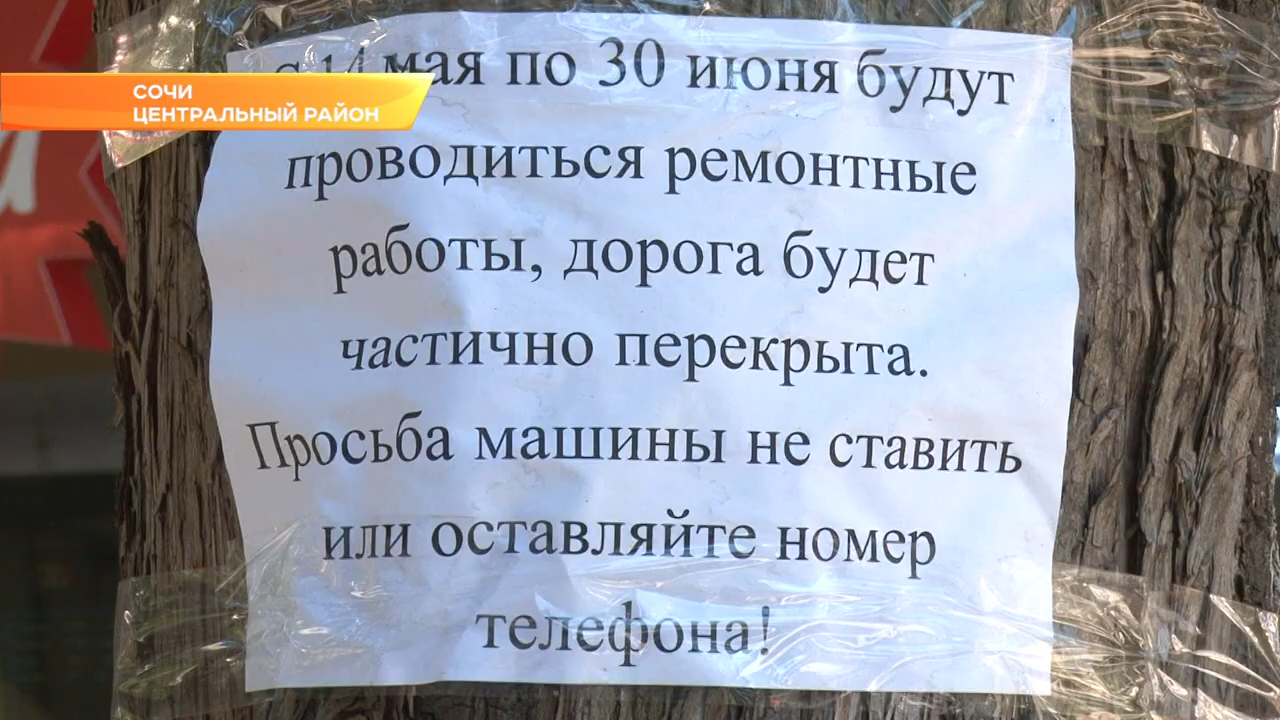 СОЧИ
ЦЕНТРАЛЬНЫЙ РАЙОН
С 14 мая по 30 июня будут
проводиться ремонтные
работы, дорога будет
частично перекрыта.
Просьба машины не ставить
или оставляйте номер
телефона!